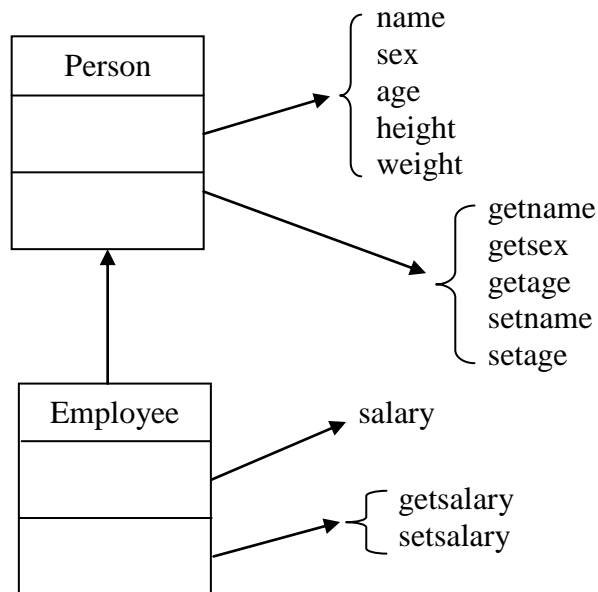 Person
name
sex
age
height
weight
getname
getsex
getage
setname
setage
Employee
salary
getsalary
setsalary